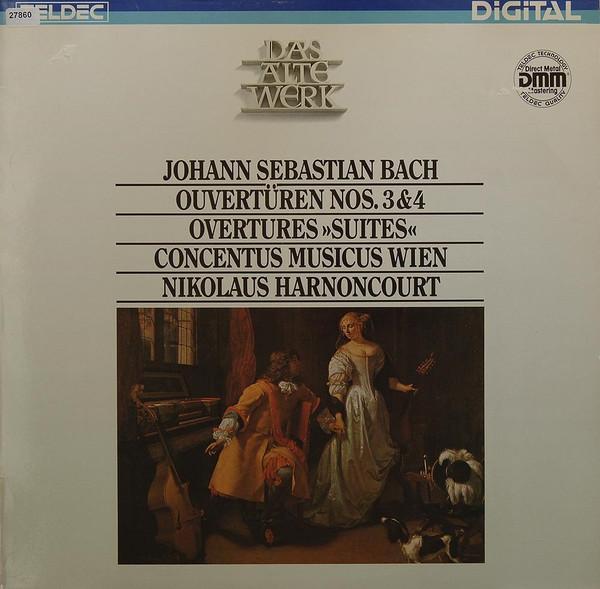 27860
TELDEC
DiGiTAL
DAS
ALTE
WERK
TELDEC TECHNOLOGY
Direct Metal
DMM
Mastering
TELDEC QUALITY
JOHANN SEBASTIAN BACH
OUVERTÜREN NOS. 3 & 4
OVERTURES »SUITES«
CONCENTUS MUSICUS WIEN
NIKOLAUS HARNONCOURT